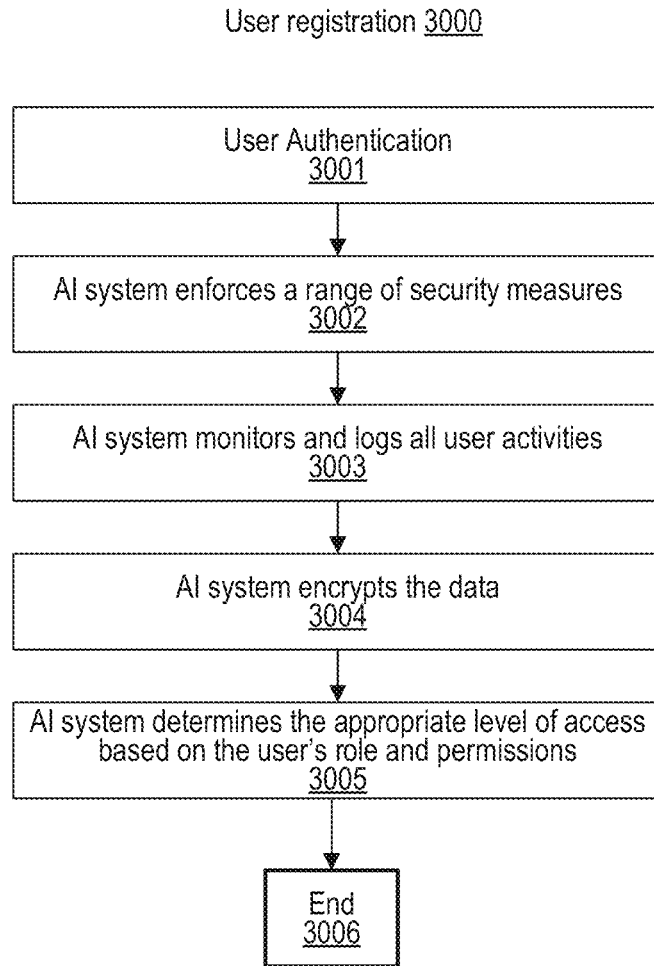 User registration 3000
User Authentication
3001
AI system enforces a range of security measures
3002
AI system monitors and logs all user activities
3003
AI system encrypts the data
3004
AI system determines the appropriate level of access
based on the user's role and permissions
3005
End
3006